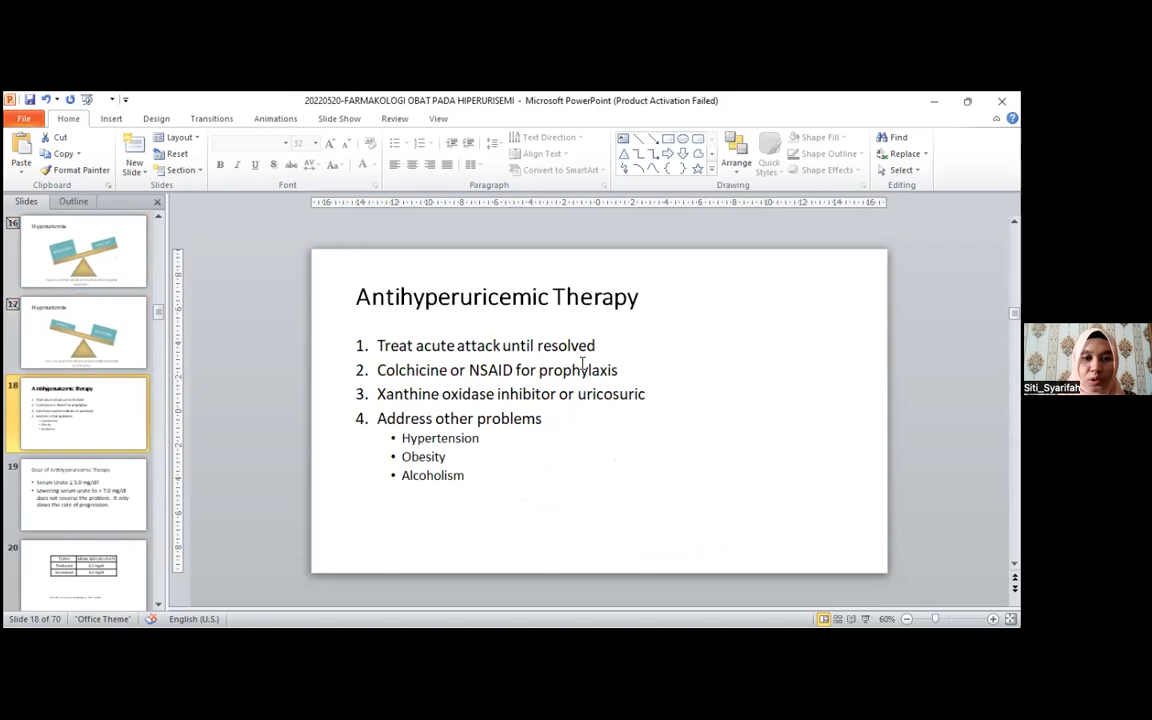 20220520-FARMAKOLOGI OBAT PADA HIPERURISEMI - Microsoft PowerPoint (Product Activation Failed)
File Home Insert Design Transitions Animations Slide Show Review View
Paste
Cut
Copy
Format Painter
Clipboard
New Slide
Layout
Reset
Section
Slides
32
Font
Text Direction
Align Text
Convert to SmartArt
Paragraph
Arrange
Quick Styles
Shape Fill
Shape Outline
Shape Effects
Drawing
Find
Replace
Select
Editing
Slides Outline
16
Hyperuricemia
17
Hyperuricemia
18
Antihyperuricemic Therapy
19
Goal of Antihyperuricemic Therapy
Serum Urate ≤ 5.0 mg/dl
Lowering serum urate to > 7.0 mg/dl
does not reverse the problem. It only
slows the rate of progression.
20
Antihyperuricemic Therapy
1. Treat acute attack until resolved
2. Colchicine or NSAID for prophylaxis
3. Xanthine oxidase inhibitor or uricosuric
4. Address other problems
• Hypertension
• Obesity
• Alcoholism
Siti_Syarifah
Slide 18 of 70 "Office Theme" English (U.S.) 60%